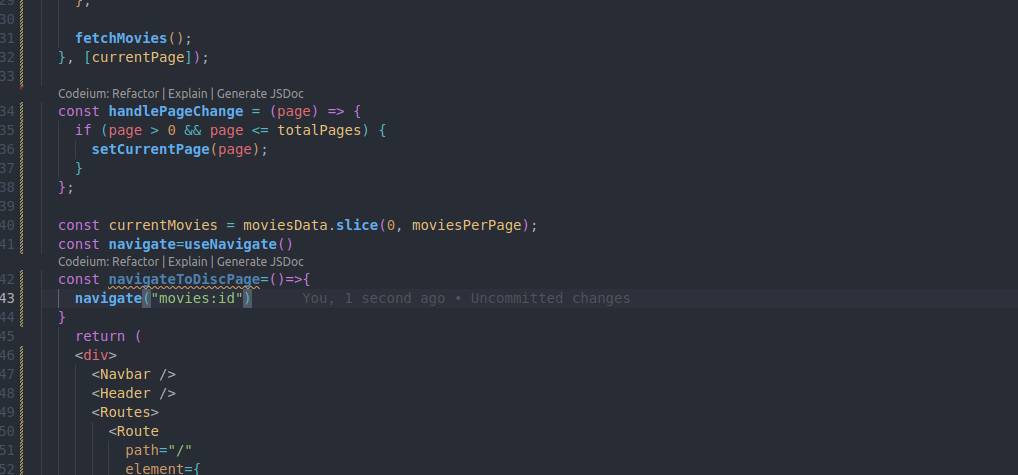 29 };
30
31 fetchMovies();
32 }, [currentPage]);
33
Codeium: Refactor | Explain | Generate JSDoc
34 const handlePageChange = (page) => {
35 if (page > 0 && page <= totalPages) {
36 setCurrentPage(page);
37 }
38 };
39
40 const currentMovies = moviesData.slice(0, moviesPerPage);
41 const navigate=useNavigate()
Codeium: Refactor | Explain | Generate JSDoc
42 const navigateToDiscPage=()=>{
43 navigate("movies:id") You, 1 second ago • Uncommitted changes
44 }
45 return (
46 <div>
47 <Navbar />
48 <Header />
49 <Routes>
50 <Route
51 path="/"
52 element={